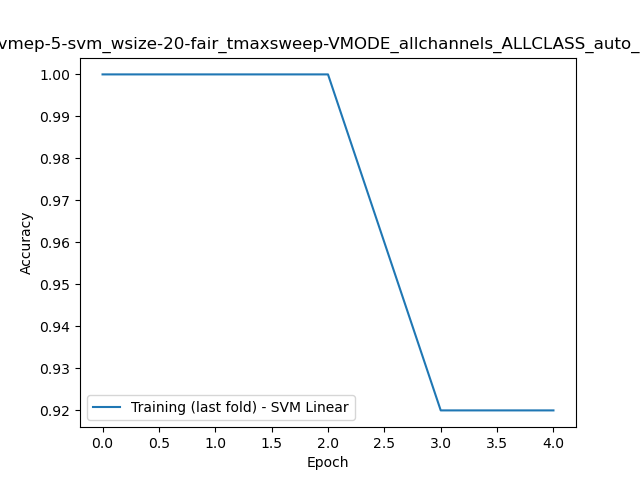 vmep-5-svm_wsize-20-fair_tmaxsweep-VMODE_allchannels_ALLCLASS_auto_
1.00
0.99
0.98
0.97
0.96
0.95
0.94
0.93
0.92
Accuracy
Training (last fold) - SVM Linear
0.0 0.5 1.0 1.5 2.0 2.5 3.0 3.5 4.0
Epoch